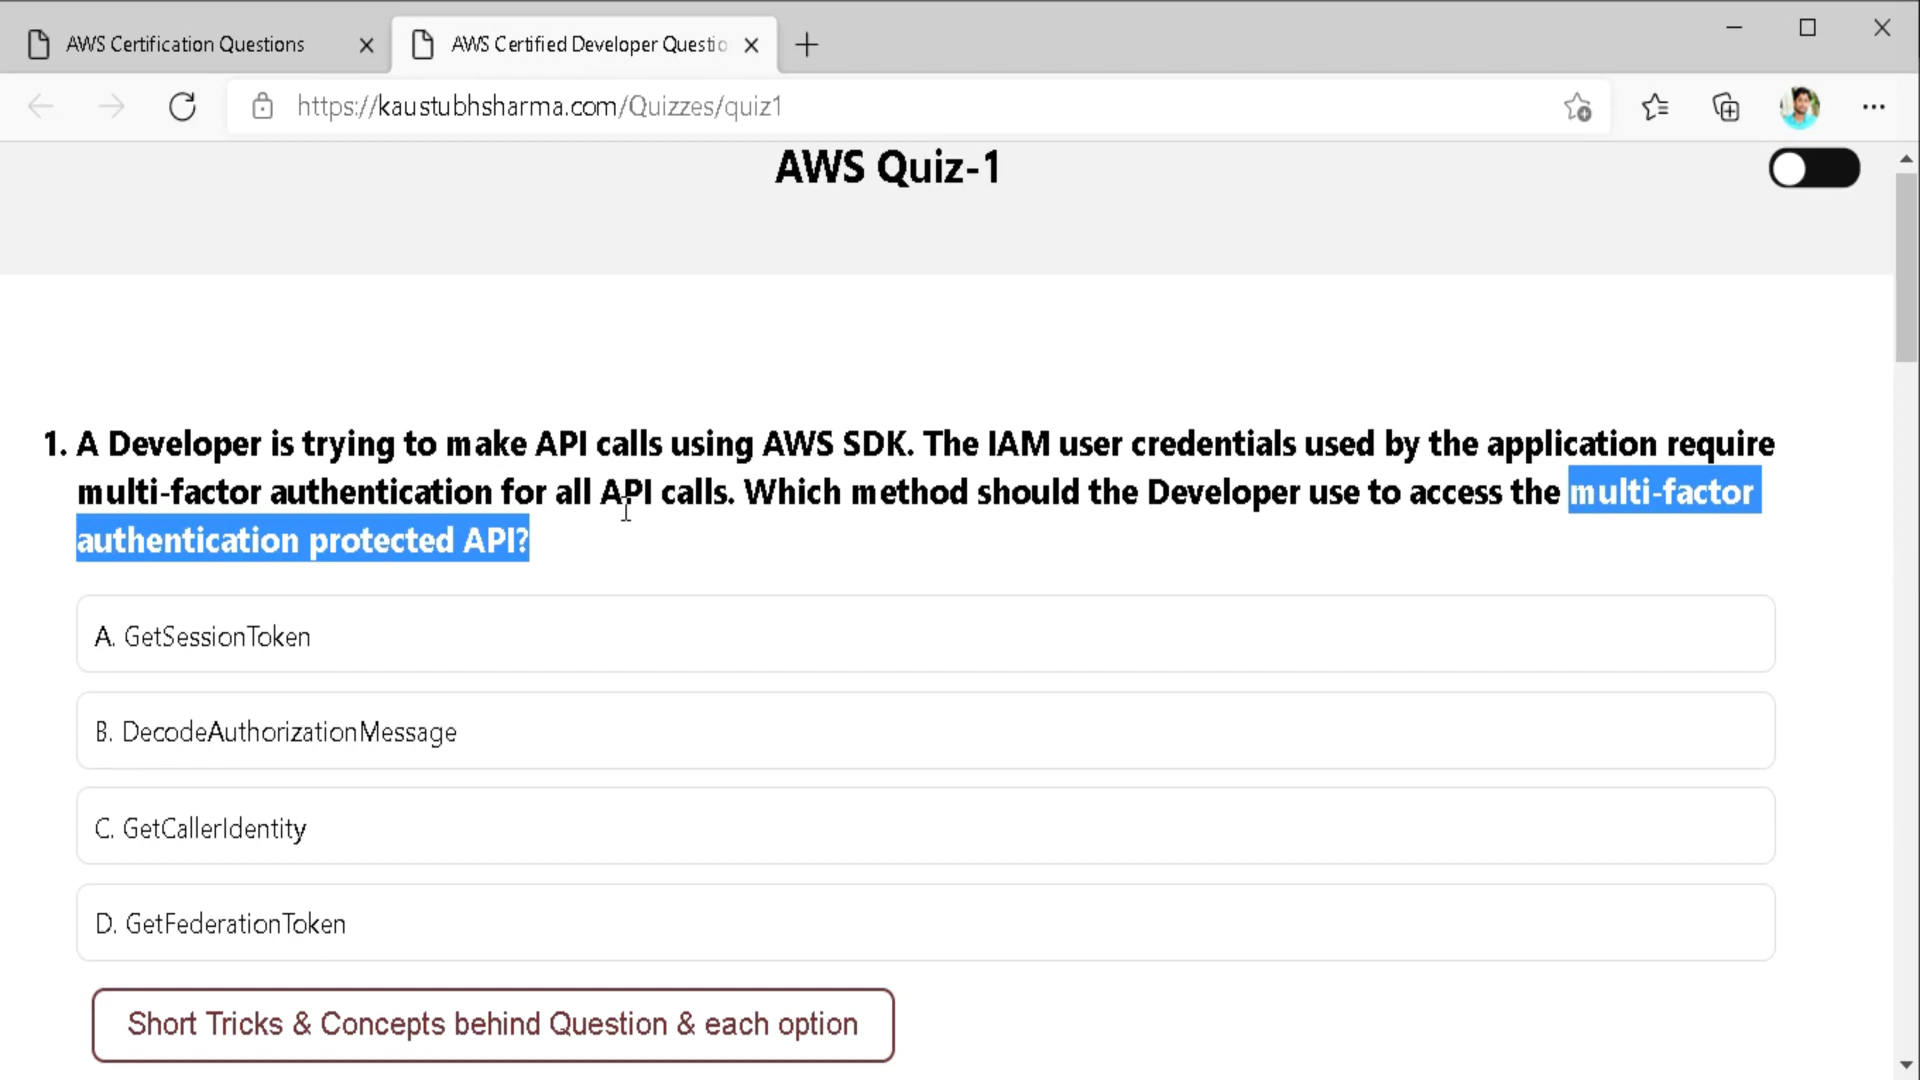 AWS Certification Questions
AWS Certified Developer Questio
https://kaustubhsharma.com/Quizzes/quiz1
AWS Quiz-1
1. A Developer is trying to make API calls using AWS SDK. The IAM user credentials used by the application require
multi-factor authentication for all API calls. Which method should the Developer use to access the multi-factor
authentication protected API?
A. GetSessionToken
B. DecodeAuthorizationMessage
C. GetCallerIdentity
D. GetFederationToken
Short Tricks & Concepts behind Question & each option